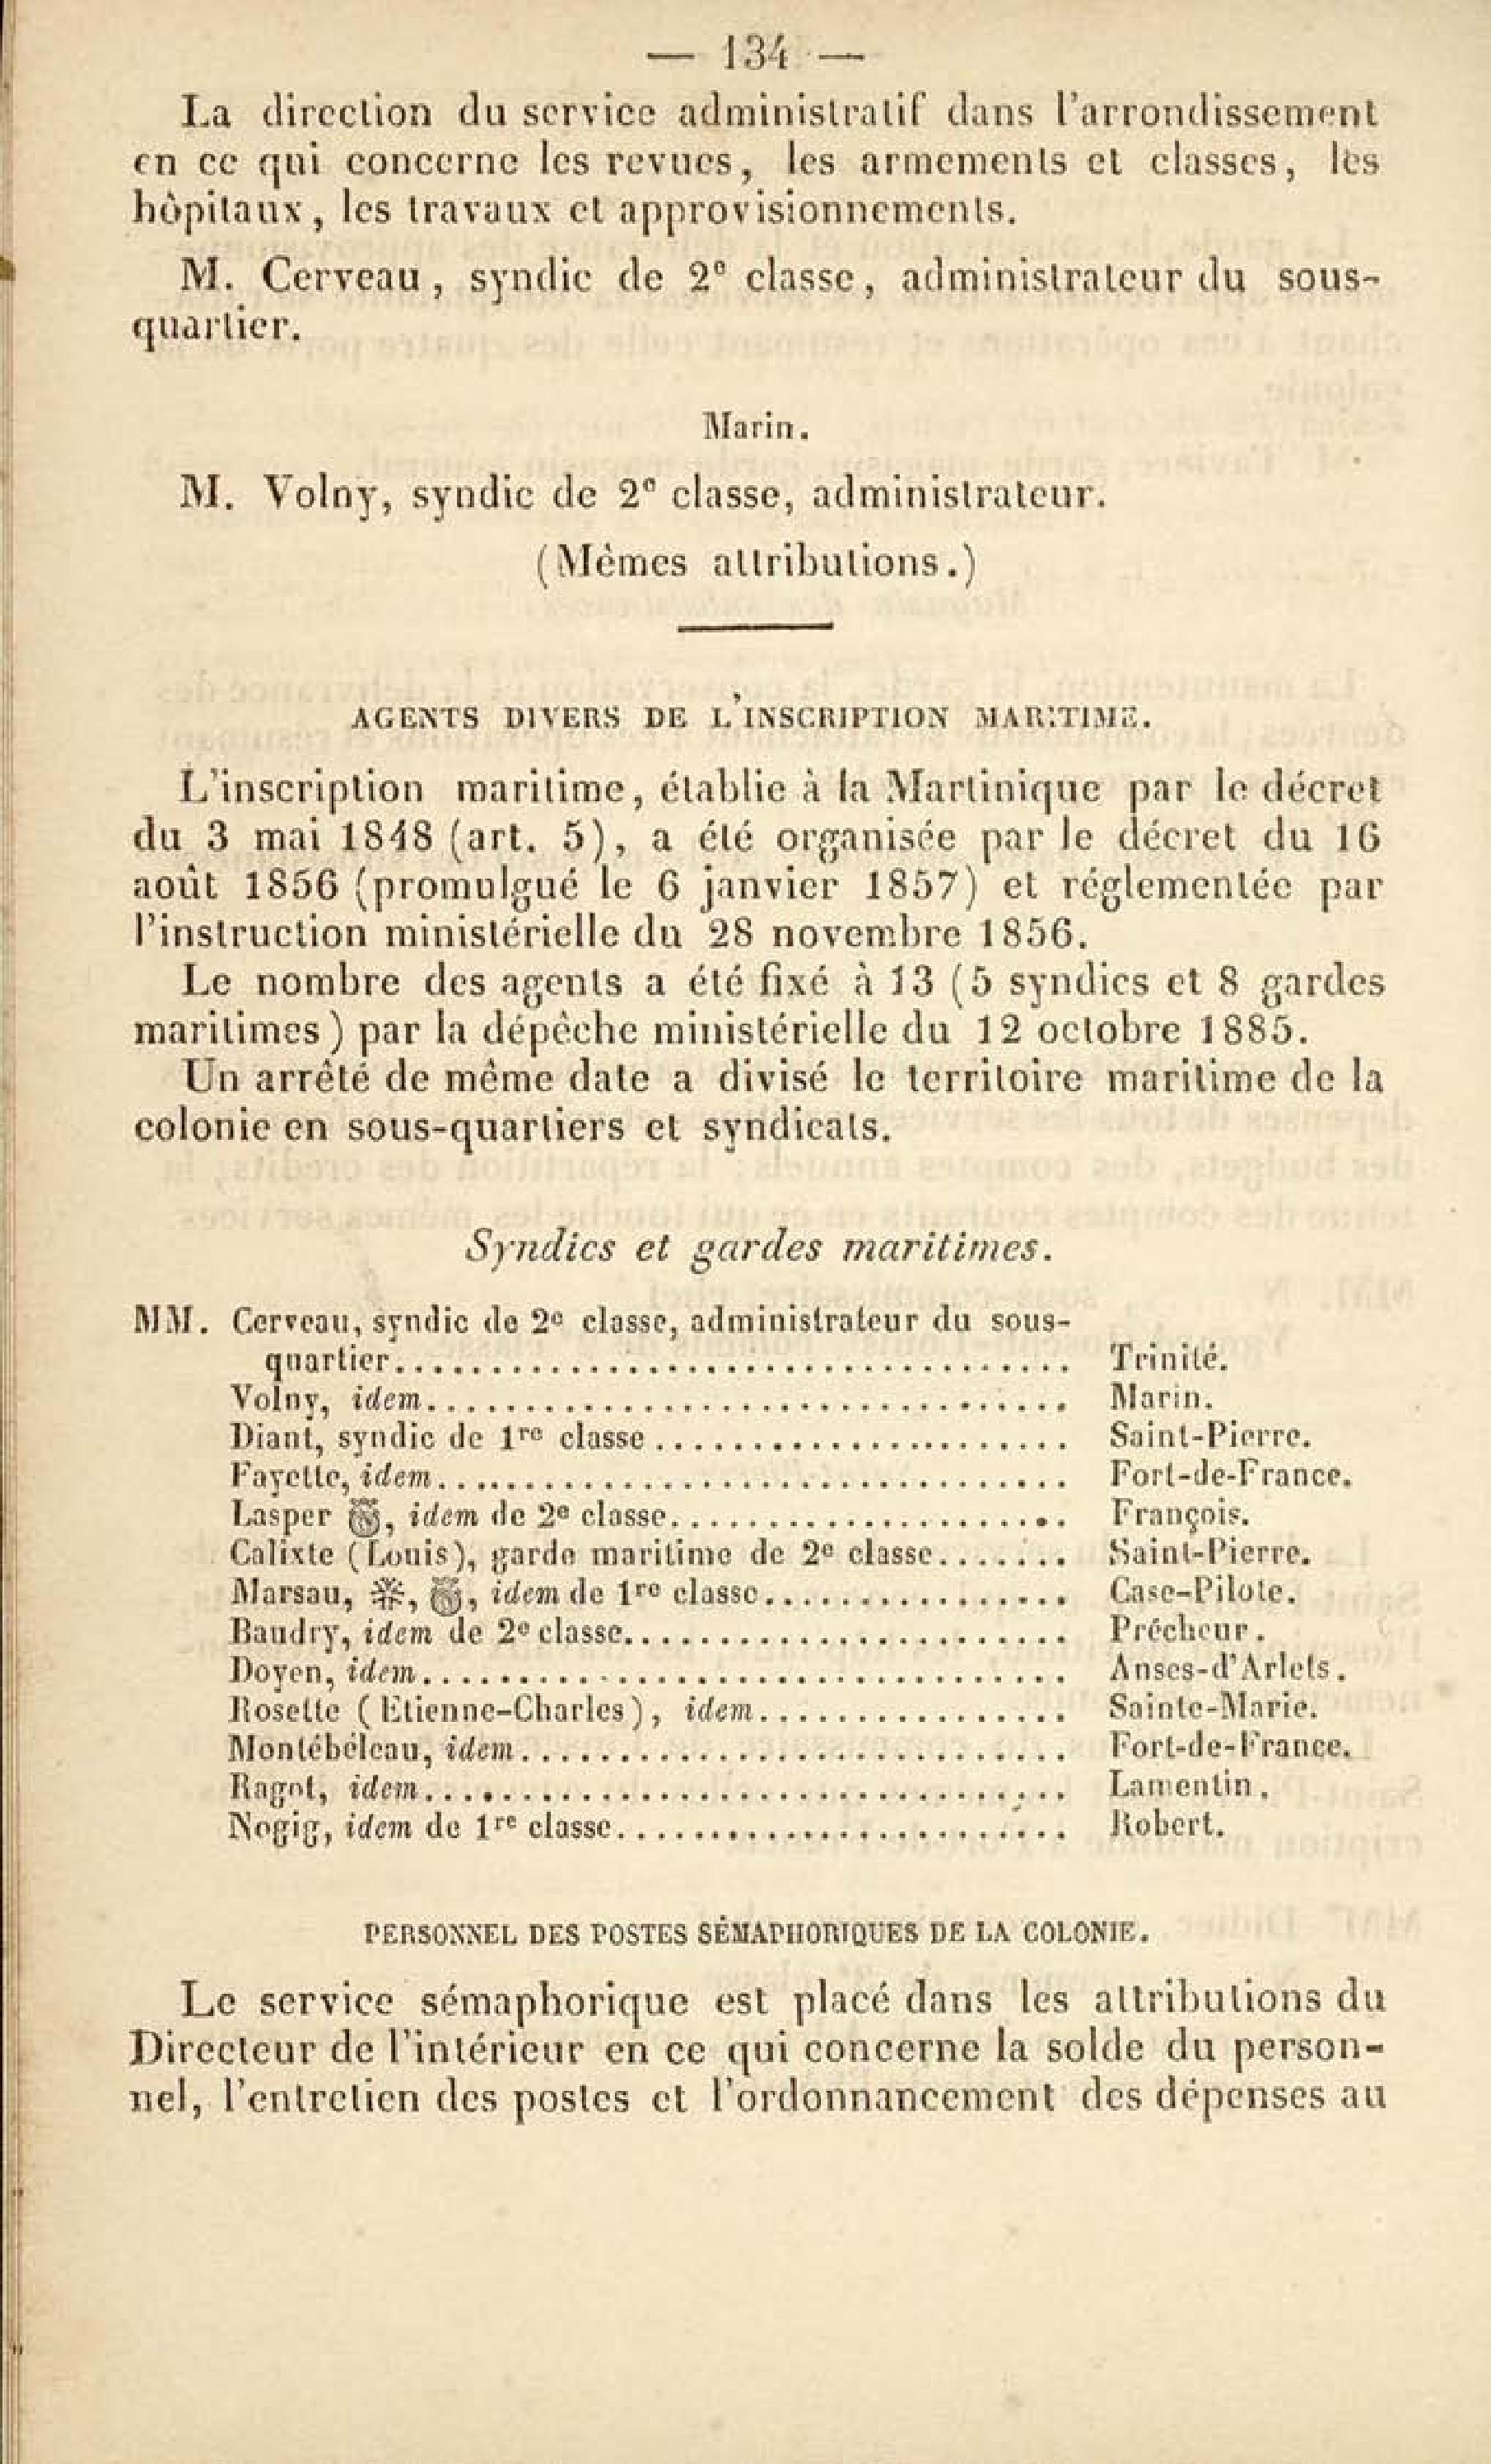 — 134 —
La direction du service administratif dans l'arrondissement
en ce qui concerne les revues, les armements et classes, les
hôpitaux, les travaux et approvisionnements.
M. Cerveau, syndic de 2e classe, administrateur du sous-
quartier.
Marin.
M. Volny, syndic de 2e classe, administrateur.
(Mêmes attributions.)
AGENTS DIVERS DE L'INSCRIPTION MARITIME.
L'inscription maritime, établie à la Martinique par le décret
du 3 mai 1848 (art. 5), a été organisée par le décret du 16
août 1856 (promulgué le 6 janvier 1857) et réglementée par
l'instruction ministérielle du 28 novembre 1856.
Le nombre des agents a été fixé à 13 (5 syndics et 8 gardes
maritimes) par la dépêche ministérielle du 12 octobre 1885.
Un arrêté de même date a divisé le territoire maritime de la
colonie en sous-quartiers et syndicats.
Syndics et gardes maritimes.
MM. Cerveau, syndic de 2e classe, administrateur du sous-
quartier........ Trinité.
Volny, idem........ Marin.
Diant, syndic de 1re classe........ Saint-Pierre.
Fayette, idem........ Fort-de-France.
Lasper, idem de 2e classe........ François.
Calixte (Louis), garde maritime de 2e classe........ Saint-Pierre.
Marsau, idem de 1re classe........ Case-Pilote.
Baudry, idem de 2e classe........ Prêcheur.
Doyen, idem........ Anses-d'Arlets.
Rosette (Etienne-Charles), idem........ Sainte-Marie.
Montébéleau, idem........ Fort-de-France.
Ragot, idem........ Lamentin.
Nogig, idem de 1re classe........ Robert.
PERSONNEL DES POSTES SÉMAPHORIQUES DE LA COLONIE.
Le service sémaphorique est placé dans les attributions du
Directeur de l'intérieur en ce qui concerne la solde du person-
nel, l'entretien des postes et l'ordonnancement des dépenses au